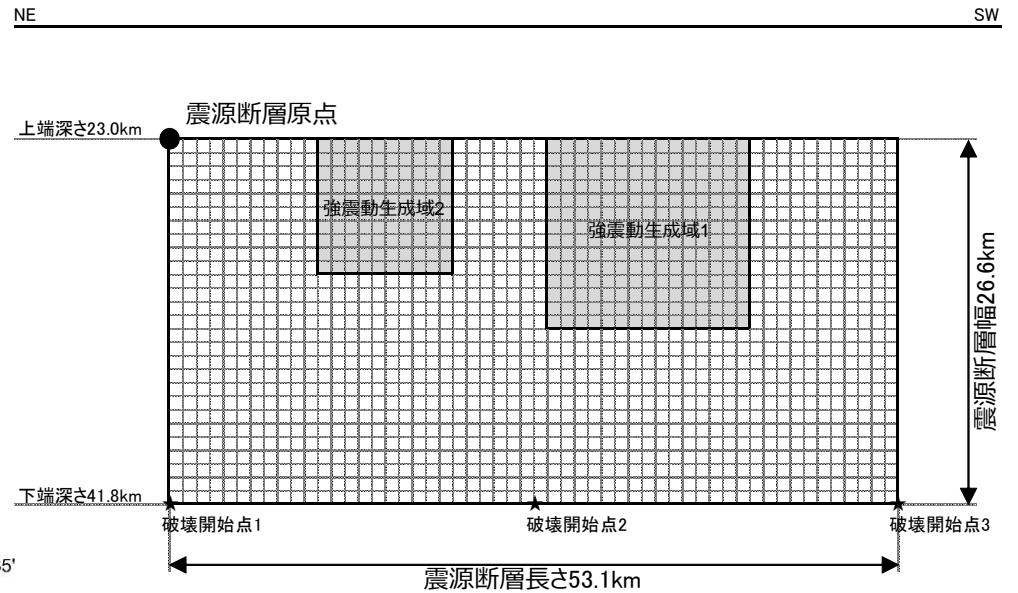 NE
SW
震源断層原点
上端深さ23.0km
強震動生成域2
強震動生成域1
震源断層幅26.6km
下端深さ41.8km
破壊開始点1
破壊開始点2
破壊開始点3
5'
震源断層長さ53.1km